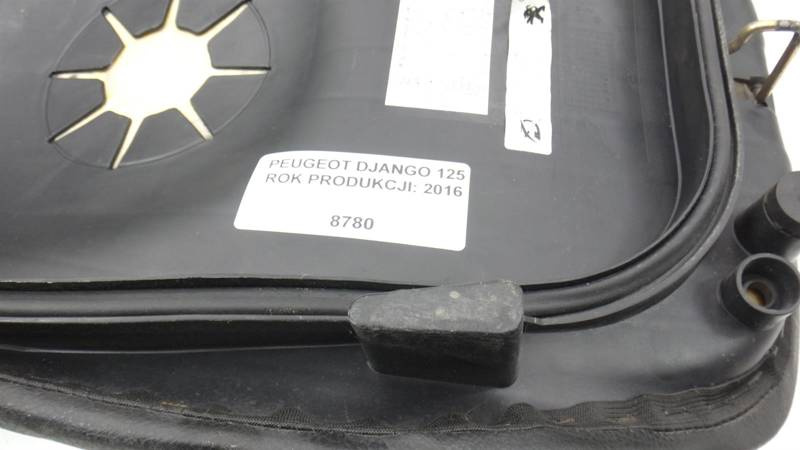 PEUGEOT DJANGO 125
ROK PRODUKCJI: 2016
8780